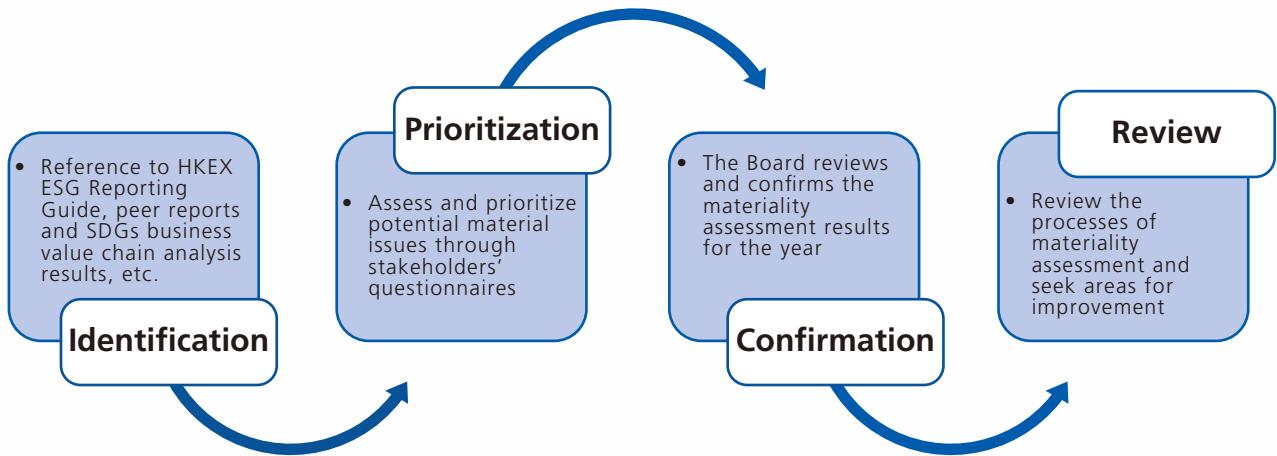 • Reference to HKEX
ESG Reporting
Guide, peer reports
and SDGs business
value chain analysis
results, etc.
Identification
Prioritization
• Assess and prioritize
potential material
issues through
stakeholders’
questionnaires
• The Board reviews
and confirms the
materiality
assessment results
for the year
Confirmation
Review
• Review the
processes of
materiality
assessment and
seek areas for
improvement